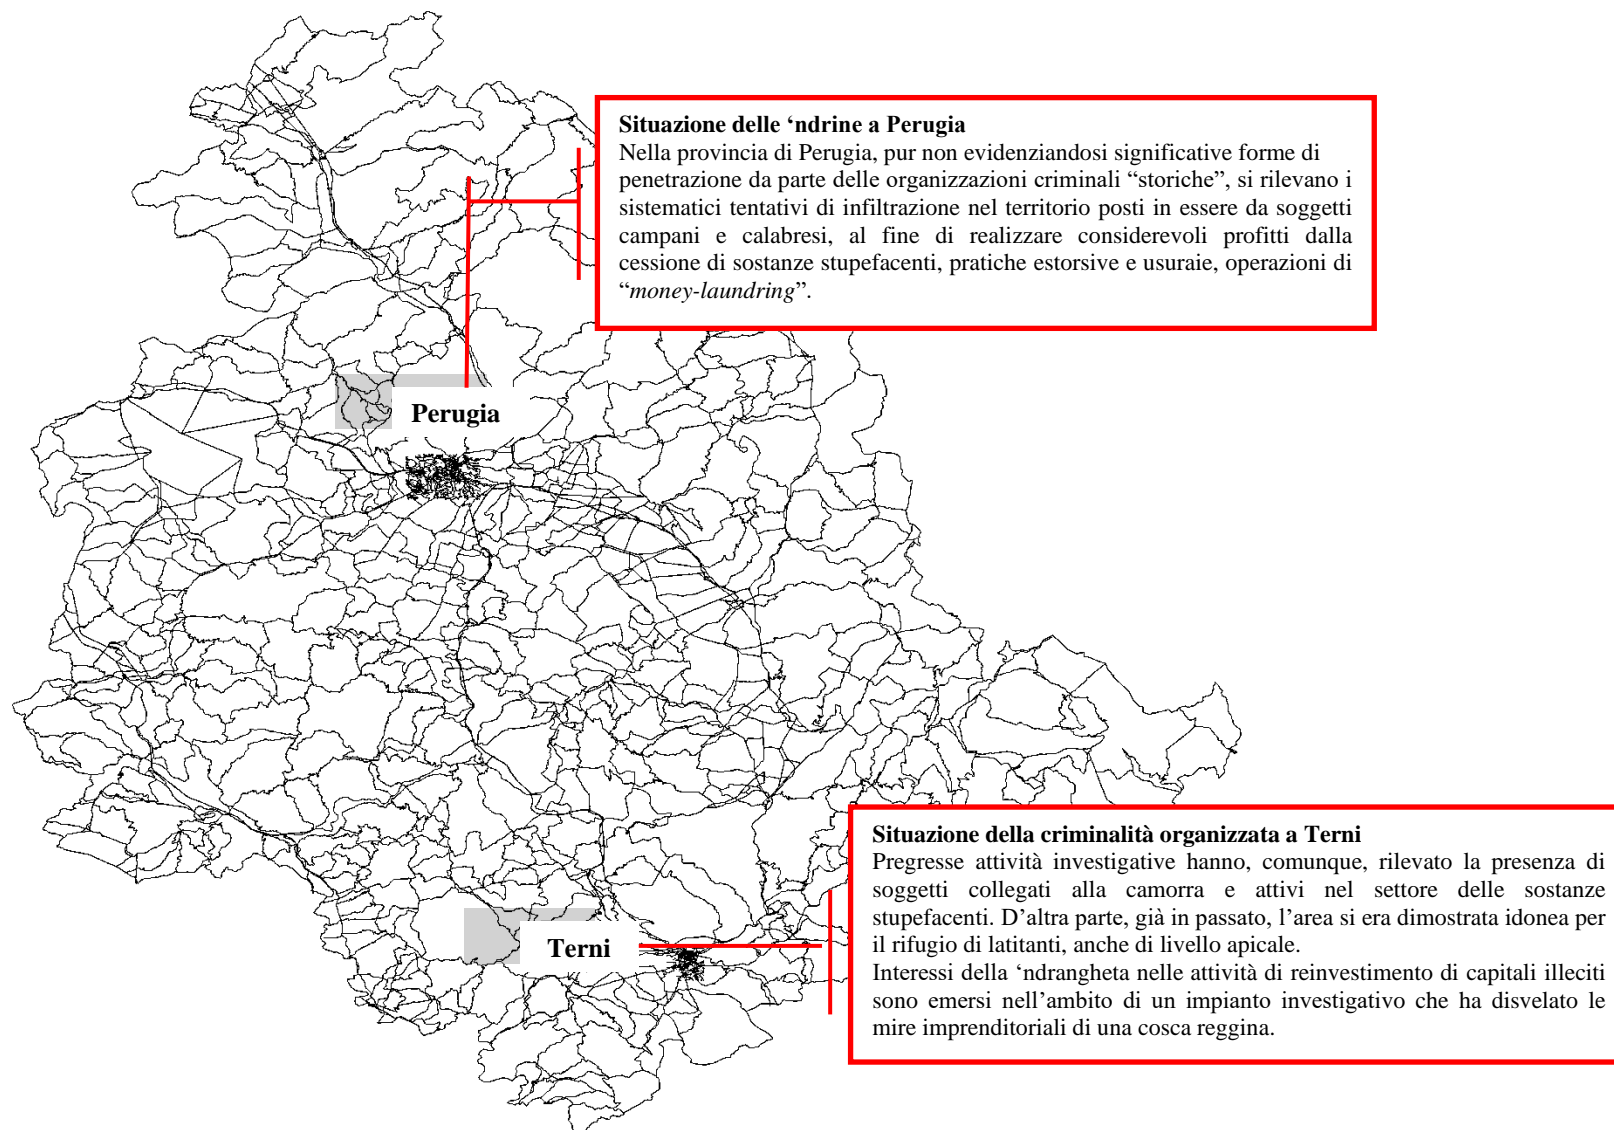 Situazione delle ‘ndrine a Perugia
Nella provincia di Perugia, pur non evidenziandosi significative forme di
penetrazione da parte delle organizzazioni criminali “storiche”, si rilevano i
sistematici tentativi di infiltrazione nel territorio posti in essere da soggetti
campani e calabresi, al fine di realizzare considerevoli profitti dalla
cessione di sostanze stupefacenti, pratiche estorsive e usuraie, operazioni di
“money-laundring”.
Perugia
Situazione della criminalità organizzata a Terni
Pregresse attività investigative hanno, comunque, rilevato la presenza di
soggetti collegati alla camorra e attivi nel settore delle sostanze
stupefacenti. D’altra parte, già in passato, l’area si era dimostrata idonea per
il rifugio di latitanti, anche di livello apicale.
Interessi della ‘ndrangheta nelle attività di reinvestimento di capitali illeciti
sono emersi nell’ambito di un impianto investigativo che ha disvelato le
mire imprenditoriali di una cosca reggina.
Terni